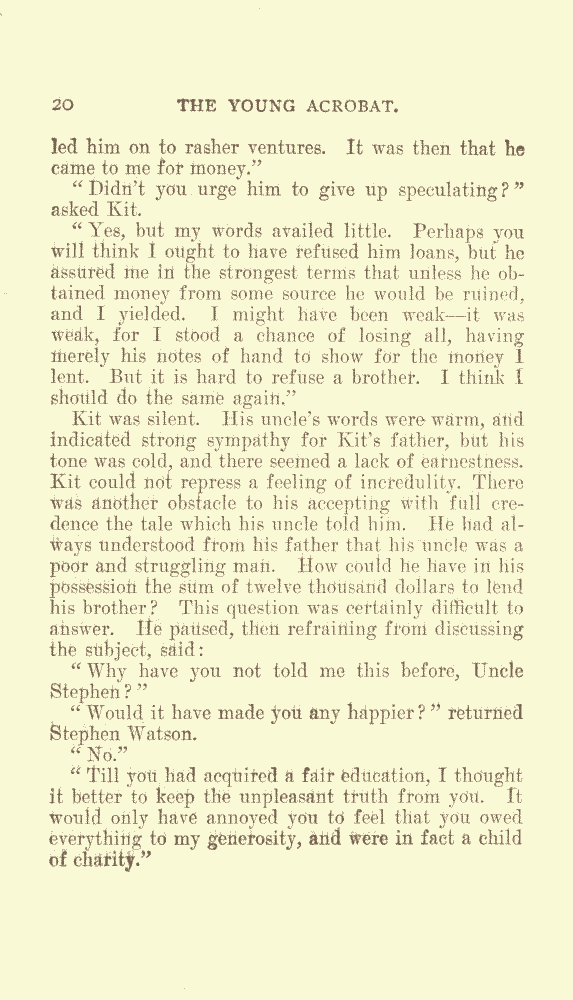 20 THE YOUNG ACROBAT.
led him on to rasher ventures. It was then that he
came to me for money."
"Didn't you urge him to give up speculating?"
asked Kit.
"Yes, but my words availed little. Perhaps you
will think I ought to have refused him loans, but he
assured me in the strongest terms that unless he ob-
tained money from some source he would be ruined,
and I yielded. I might have been weak—it was
weak, for I stood a chance of losing all, having
merely his notes of hand to show for the money I
lent. But it is hard to refuse a brother. I think I
should do the same again."
Kit was silent. His uncle's words were warm, and
indicated strong sympathy for Kit's father, but his
tone was cold, and there seemed a lack of earnestness.
Kit could not repress a feeling of incredulity. There
was another obstacle to his accepting with full cre-
dence the tale which his uncle told him. He had al-
ways understood from his father that his uncle was a
poor and struggling man. How could he have in his
possession the sum of twelve thousand dollars to lend
his brother? This question was certainly difficult to
answer. He paused, then refraining from discussing
the subject, said:
"Why have you not told me this before, Uncle
Stephen?"
"Would it have made you any happier?" returned
Stephen Watson.
"No."
"Till you had acquired a fair education, I thought
it better to keep the unpleasant truth from you. It
would only have annoyed you to feel that you owed
everything to my generosity, and were in fact a child
of charity."